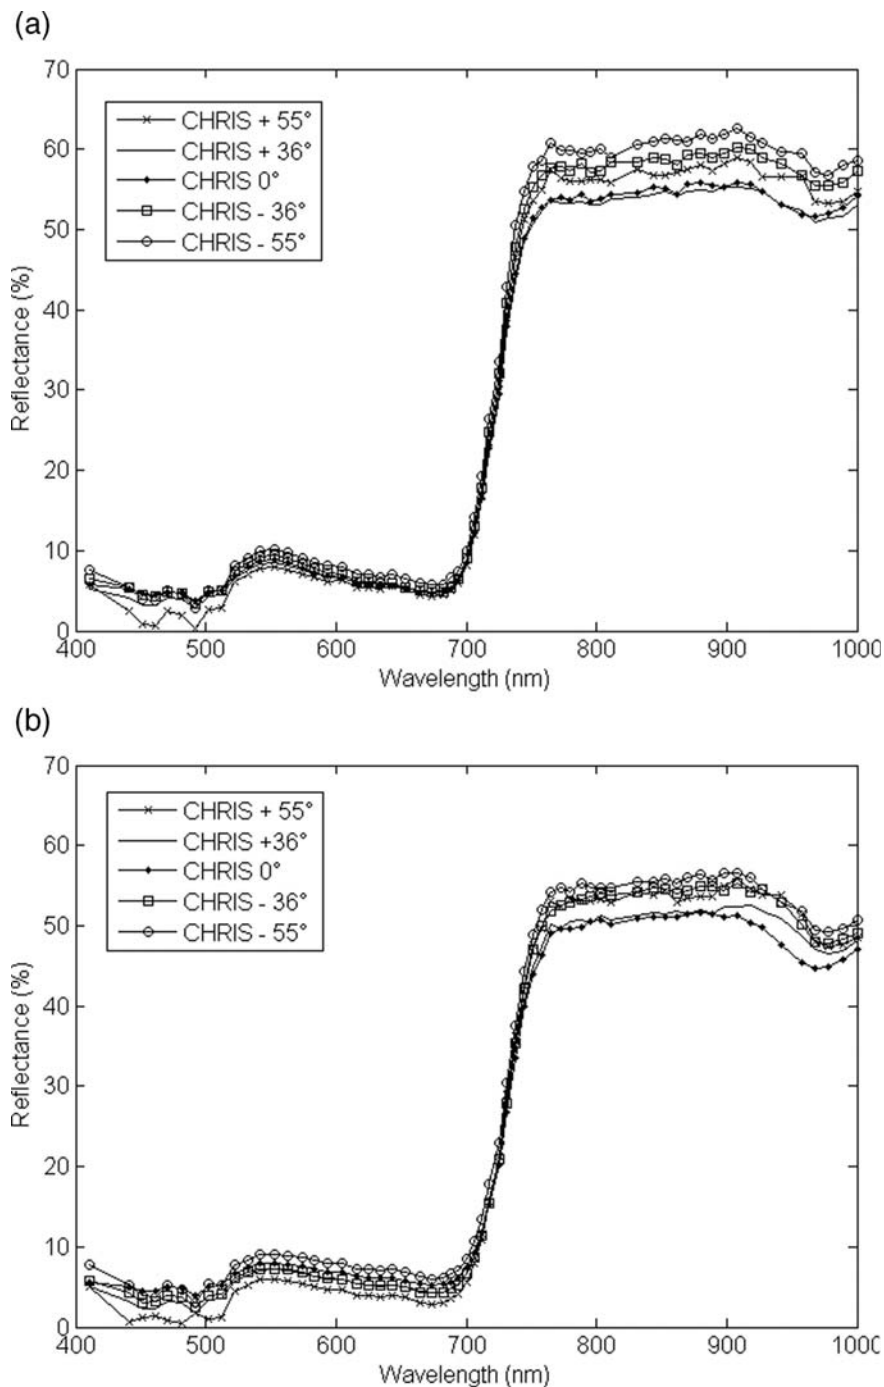 (a)
70
60
50
40
30
20
10
0
Reflectance (%)
CHRIS + 55°
CHRIS + 36°
CHRIS 0°
CHRIS - 36°
CHRIS - 55°
400 500 600 700 800 900 1000
Wavelength (nm)
(b)
70
60
50
40
30
20
10
0
Reflectance (%)
CHRIS + 55°
CHRIS +36°
CHRIS 0°
CHRIS - 36°
CHRIS - 55°
400 500 600 700 800 900 1000
Wavelength (nm)